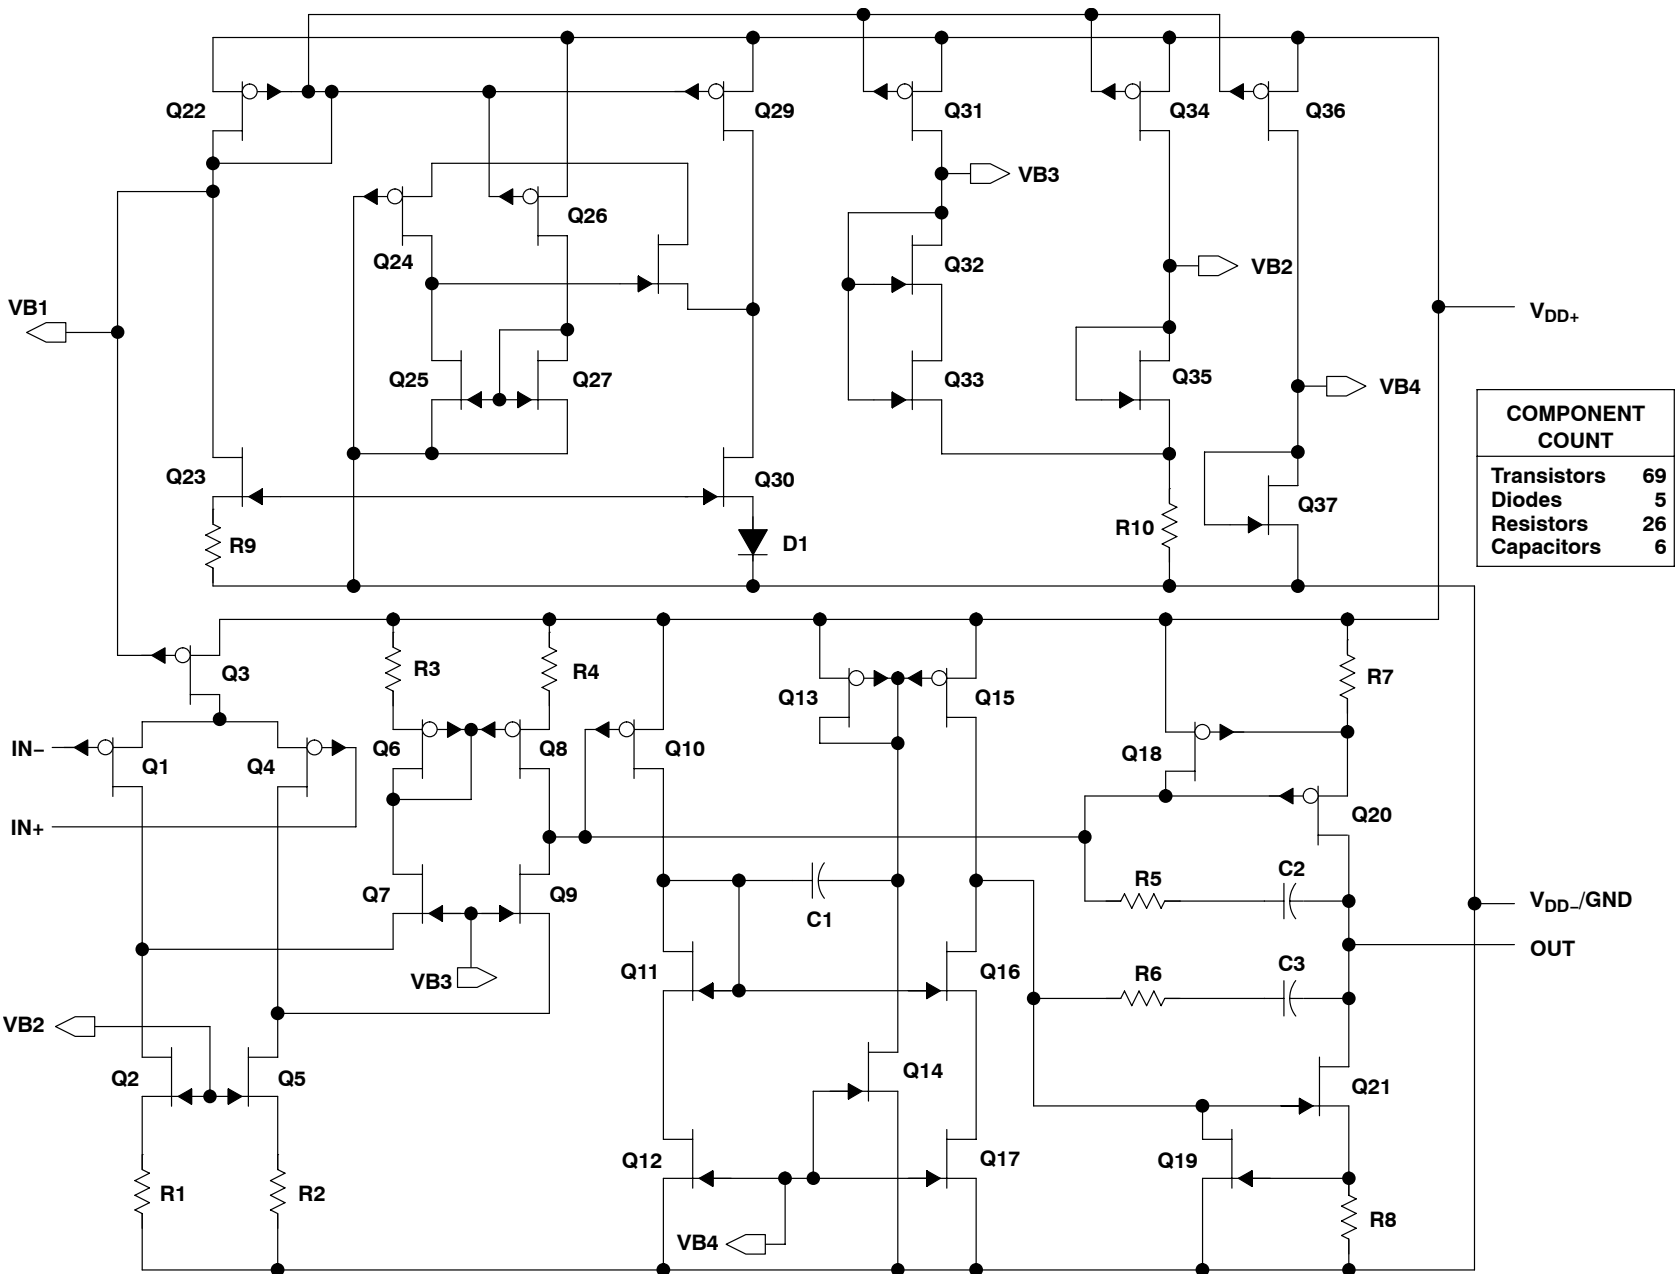 Q22
Q29
Q31
Q34
Q36
VB3
Q26
Q24
Q32
VB2
VB1
V_DD+
Q25
Q27
Q33
Q35
VB4
COMPONENT
COUNT
Transistors 69
Diodes 5
Resistors 26
Capacitors 6
Q23
Q30
Q37
R9
D1
R10
Q3
R3
R4
Q13
Q15
R7
IN−
Q1
Q4
Q6
Q8
Q10
Q18
IN+
Q20
Q7
Q9
C1
R5
C2
V_DD−/GND
OUT
VB3
Q11
Q16
R6
C3
VB2
Q2
Q5
Q14
Q21
Q12
Q17
Q19
R1
R2
R8
VB4